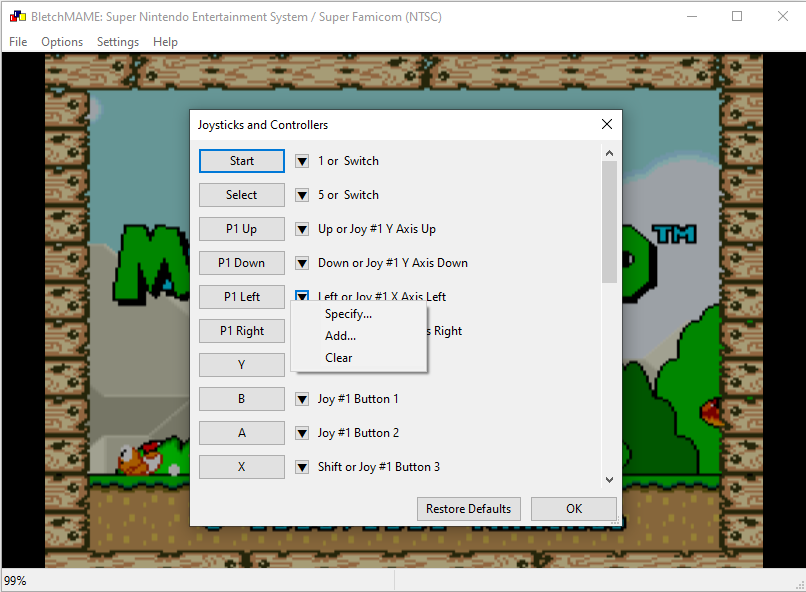 BletchMAME: Super Nintendo Entertainment System / Super Famicom (NTSC)
File Options Settings Help
Joysticks and Controllers
Start 1 or Switch
Select 5 or Switch
P1 Up Up or Joy #1 Y Axis Up
TM
P1 Down Down or Joy #1 Y Axis Down
P1 Left Left or Joy #1 X Axis Left
Specify...
P1 Right Right
Add...
Y Clear
B Joy #1 Button 1
A Joy #1 Button 2
X Shift or Joy #1 Button 3
Restore Defaults OK
99%